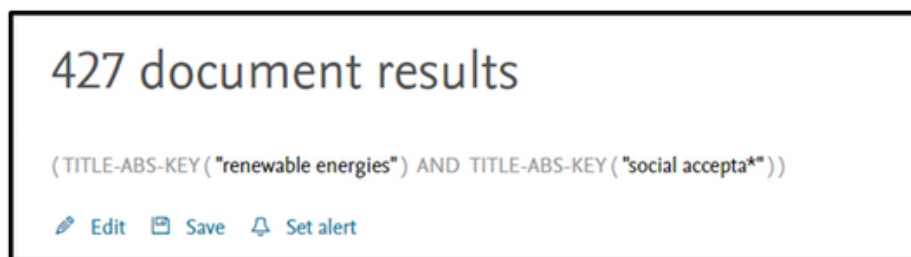 427 document results
(TITLE-ABS-KEY("renewable energies") AND TITLE-ABS-KEY("social accepta*"))
Edit Save Set alert